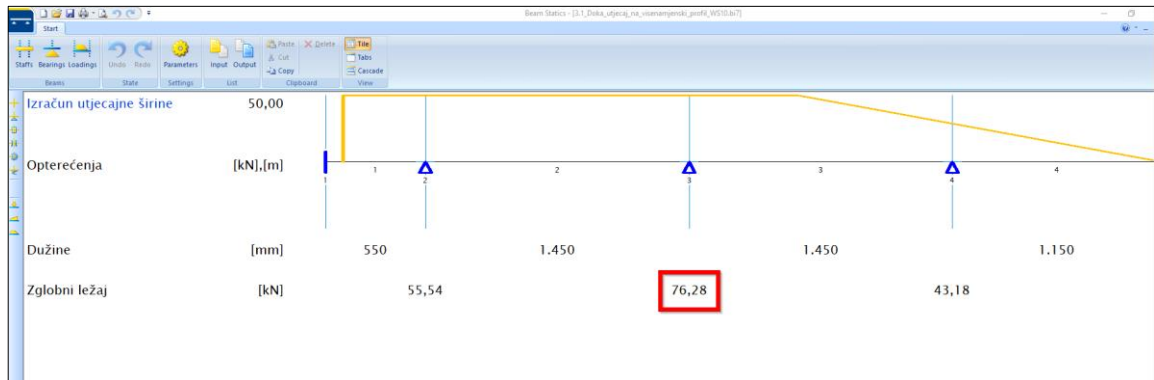 Beam Statics - [3.1_Doka_utjecaj_na_visenamjenski_profil_WS10.bi7]
Start
Staffs Bearings Loadings Undo Redo Parameters Input Output Paste Delete Cut Copy Tile Tabs Cascade
Beams State Settings List Clipboard View
Izračun utjecajne širine 50,00
Opterećenja [kN],[m] 1 2 3 4
1 2 3 4
Dužine [mm] 550 1.450 1.450 1.150
Zglobni ležaj [kN] 55,54 76,28 43,18